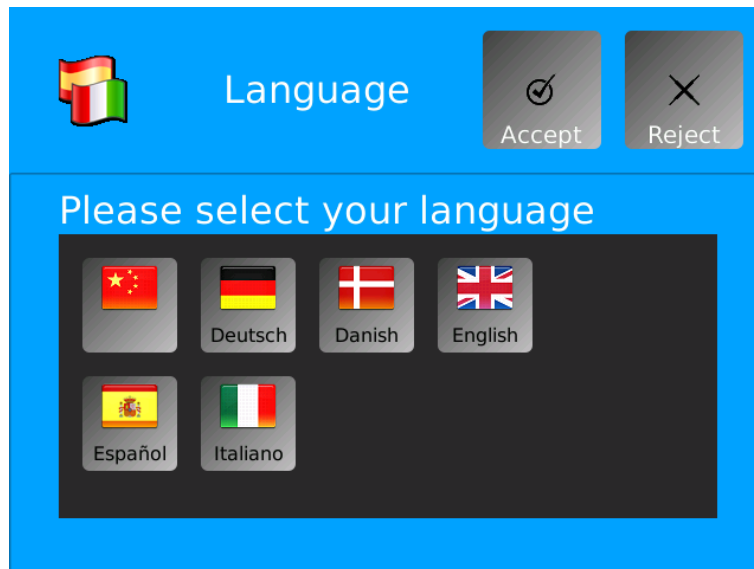 Language
Accept Reject
Please select your language
Deutsch Danish English
Español Italiano